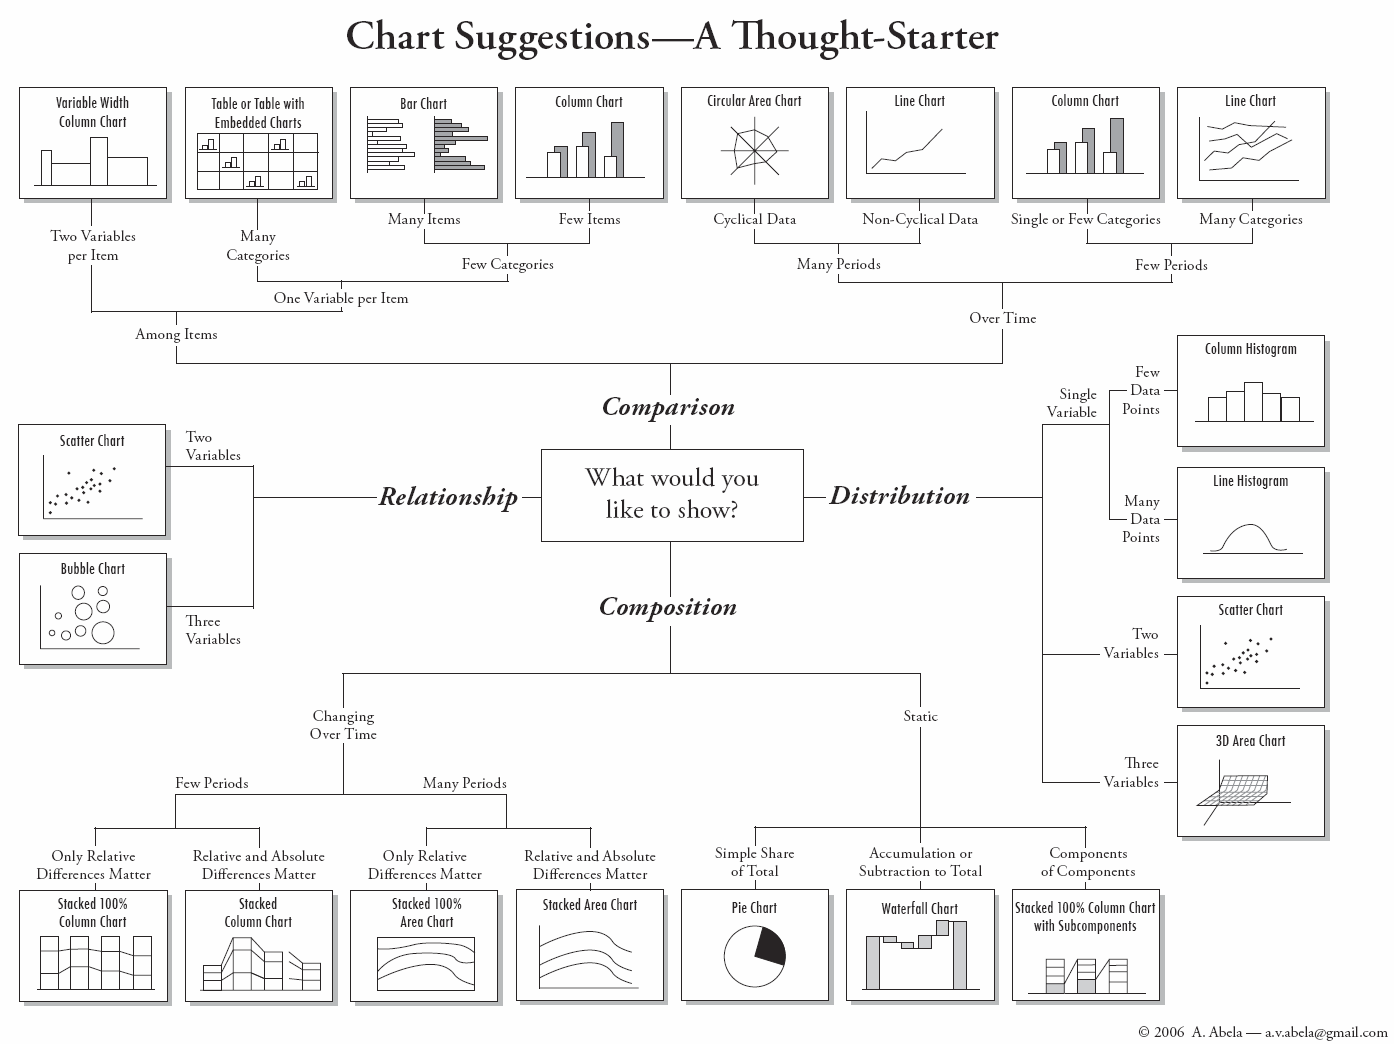 Chart Suggestions—A Thought-Starter
Variable Width
Column Chart
Table or Table with
Embedded Charts
Bar Chart
Column Chart
Circular Area Chart
Line Chart
Column Chart
Line Chart
Two Variables
per Item
Many
Categories
Many Items
Few Items
Cyclical Data
Non-Cyclical Data
Single or Few Categories
Many Categories
Few Categories
Many Periods
Few Periods
One Variable per Item
Over Time
Among Items
Comparison
Relationship
What would you
like to show?
Distribution
Composition
Scatter Chart
Two
Variables
Bubble Chart
Three
Variables
Single
Variable
Few
Data
Points
Column Histogram
Many
Data
Points
Line Histogram
Two
Variables
Scatter Chart
Three
Variables
3D Area Chart
Changing
Over Time
Static
Few Periods
Many Periods
Only Relative
Differences Matter
Relative and Absolute
Differences Matter
Only Relative
Differences Matter
Relative and Absolute
Differences Matter
Simple Share
of Total
Accumulation or
Subtraction to Total
Components
of Components
Stacked 100%
Column Chart
Stacked
Column Chart
Stacked 100%
Area Chart
Stacked Area Chart
Pie Chart
Waterfall Chart
Stacked 100% Column Chart
with Subcomponents
© 2006 A. Abela — a.v.abela@gmail.com